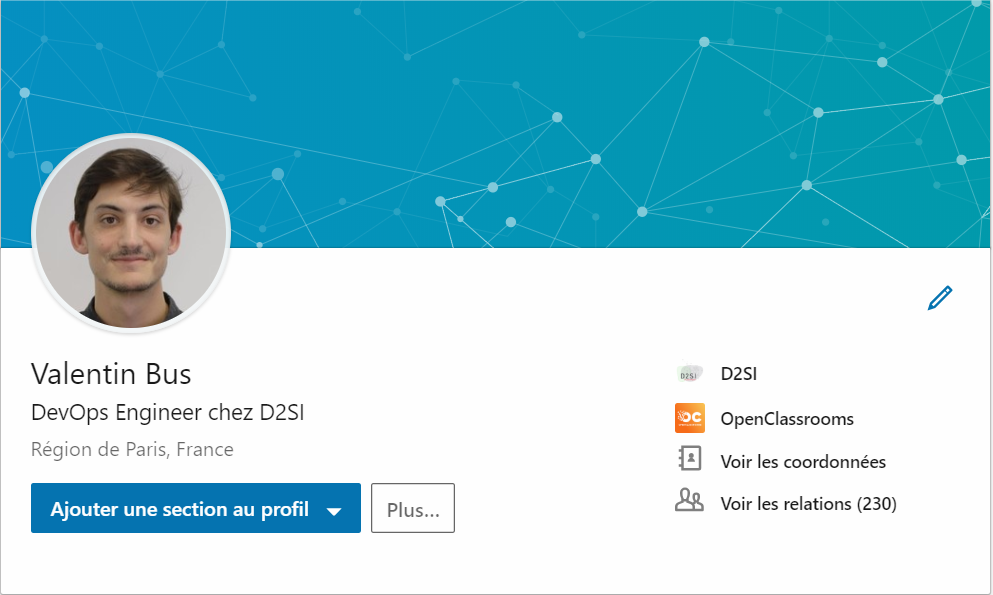 Valentin Bus
DevOps Engineer chez D2SI
Région de Paris, France
Ajouter une section au profil
Plus...
D2SI
D2SI
OC
OpenClassrooms
Voir les coordonnées
Voir les relations (230)